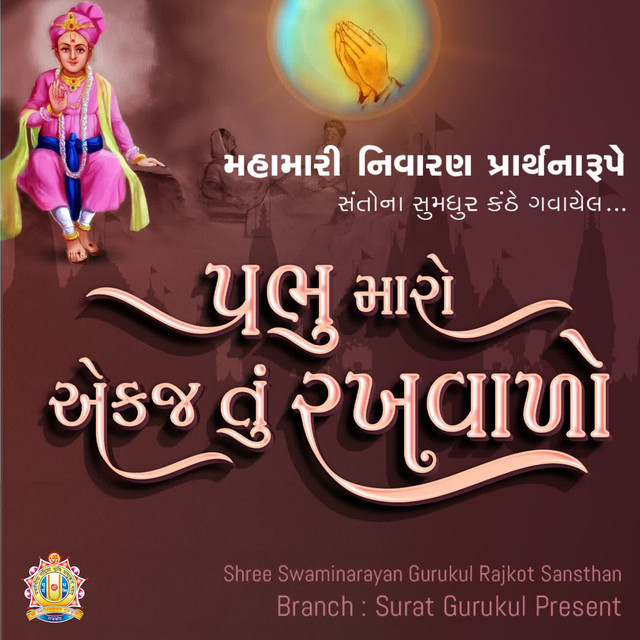 મહામારી નિવારણ પ્રાર્થનારૂપે
સંતોના સુમધુર કંઠે ગવાયેલ...
પ્રભુ મારો
એકજ તું રખવાળો
Shree Swaminarayan Gurukul Rajkot Sansthan
Branch : Surat Gurukul Present